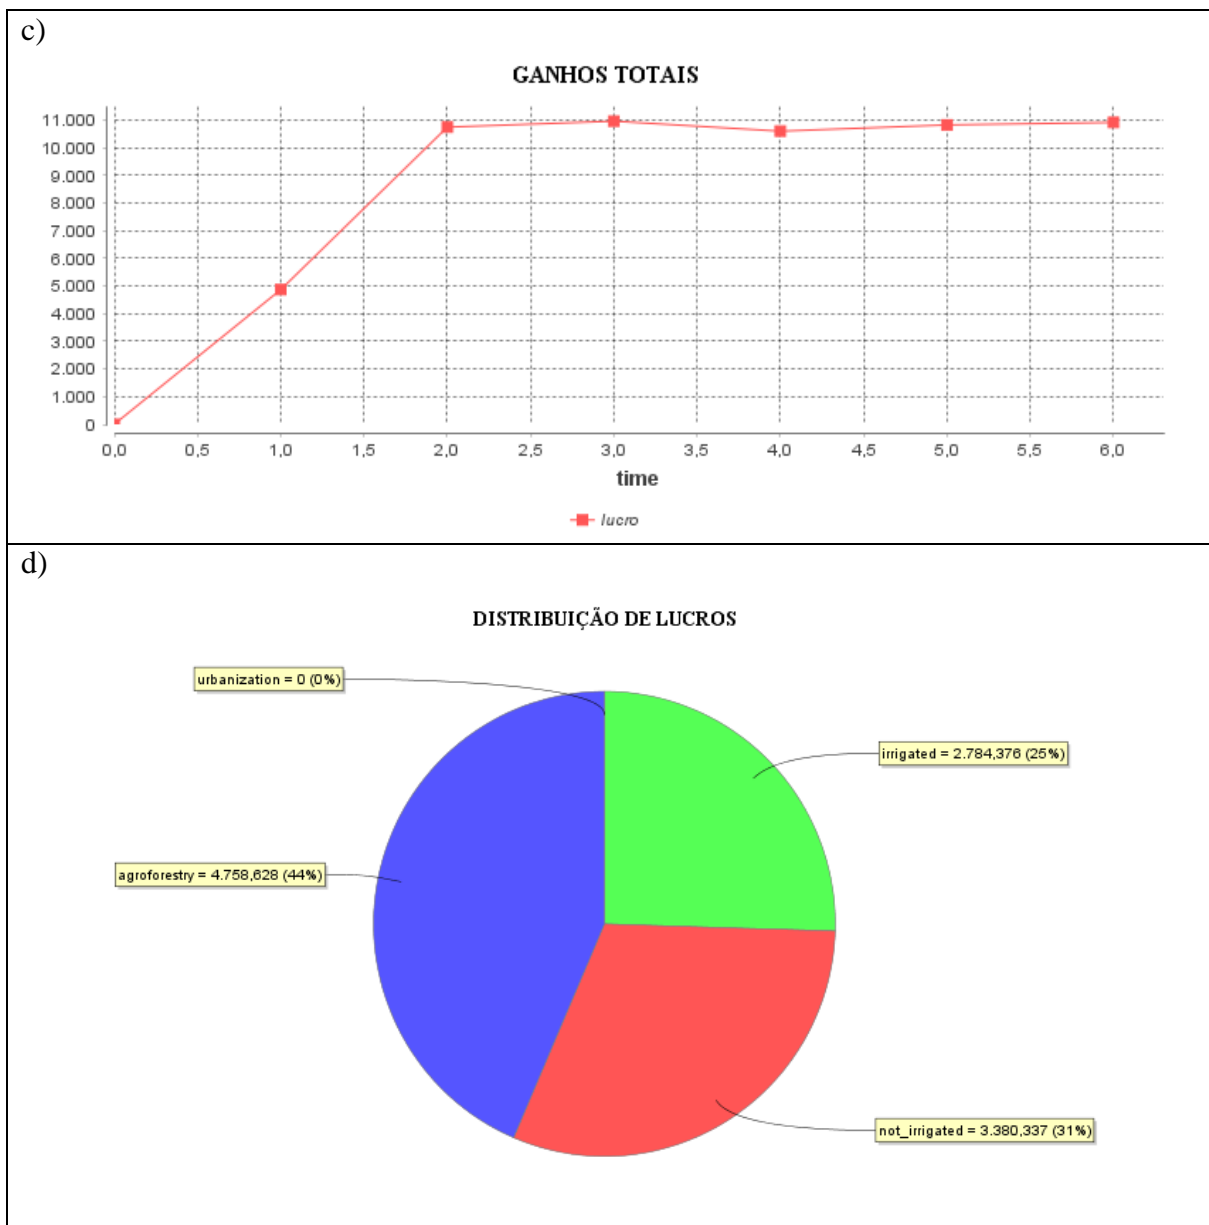 c)
GANHOS TOTAIS
11.000
10.000
9.000
8.000
7.000
6.000
5.000
4.000
3.000
2.000
1.000
0
0,0 0,5 1,0 1,5 2,0 2,5 3,0 3,5 4,0 4,5 5,0 5,5 6,0
time
lucro
d)
DISTRIBUIÇÃO DE LUCROS
urbanization = 0 (0%)
irrigated = 2.784,376 (25%)
agroforestry = 4.758,628 (44%)
not_irrigated = 3.380,337 (31%)